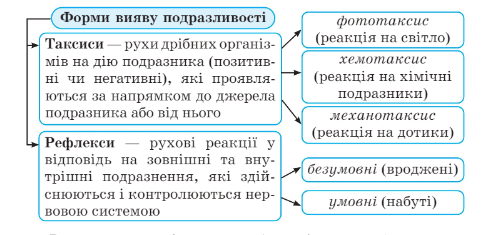 Форми вияву подразливості
Таксиси — рухи дрібних організ-
мів на дію подразника (позитив-
ні чи негативні), які проявля-
ються за напрямком до джерела
подразника або від нього
фототаксис
(реакція на світло)
хемотаксис
(реакція на хімічні
подразники)
механотаксис
(реакція на дотики)
Рефлекси — рухові реакції у
відповідь на зовнішні та вну-
трішні подразнення, які здій-
снюються і контролюються нер-
вовою системою
безумовні (вроджені)
умовні (набуті)